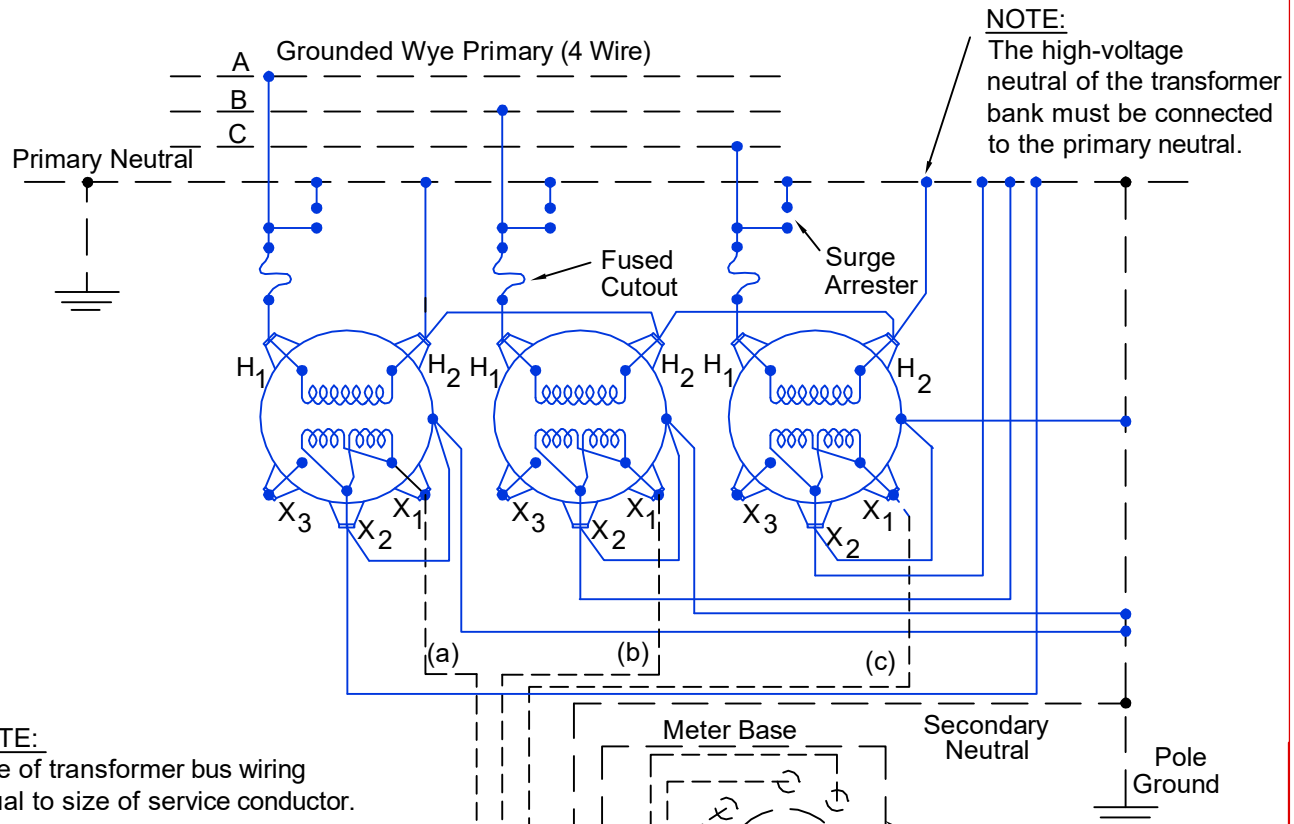 NOTE:
The high-voltage
neutral of the transformer
bank must be connected
to the primary neutral.
Grounded Wye Primary (4 Wire)
A
B
C
Primary Neutral
Fused
Cutout
Surge
Arrester
H1
H2
H1
H2
H1
H2
X3
X2
X1
X3
X2
X1
X3
X2
X1
(a)
(b)
(c)
Meter Base
Secondary
Neutral
Pole
Ground
TE:
e of transformer bus wiring
ual to size of service conductor.